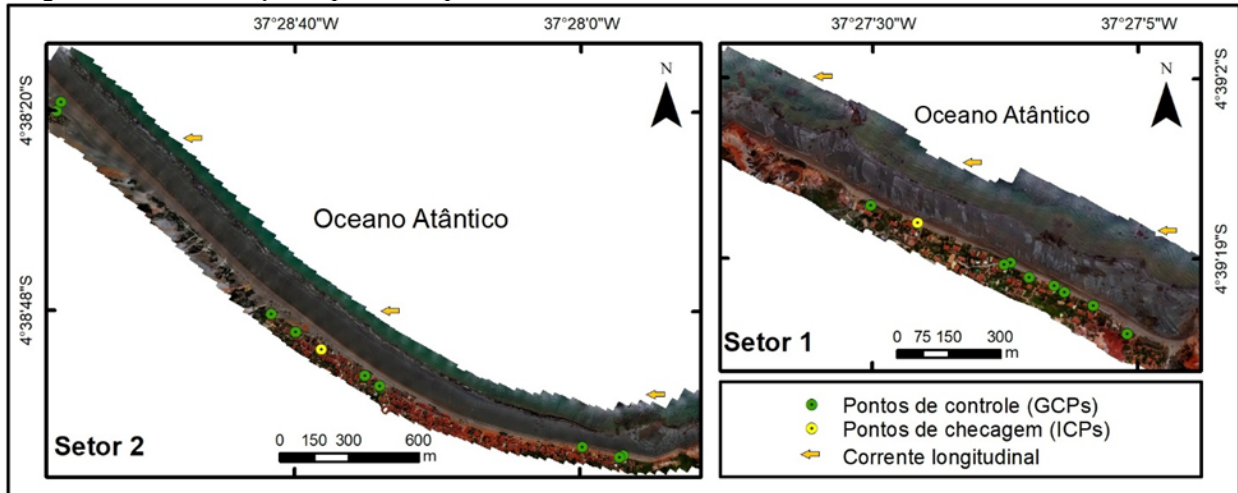 37°28'40"W
37°28'0"W
4°38'20"S
4°38'48"S
N
Oceano Atântico
Setor 2
0 150 300 600
m
37°27'30"W
37°27'5"W
4°39'2"S
4°39'19"S
N
Oceano Atântico
Setor 1
0 75 150 300
m
Pontos de controle (GCPs)
Pontos de checagem (ICPs)
Corrente longitudinal